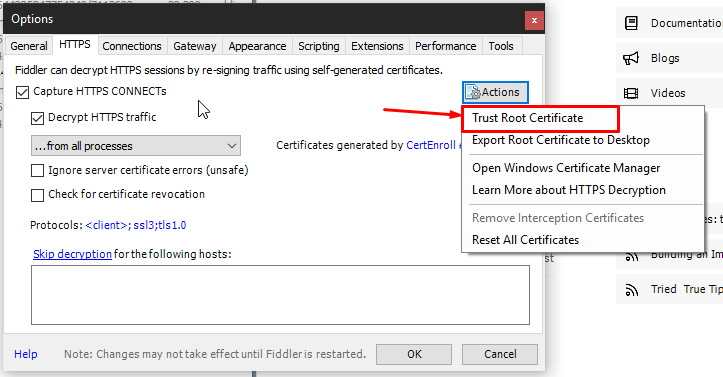 Options
General HTTPS Connections Gateway Appearance Scripting Extensions Performance Tools
Fiddler can decrypt HTTPS sessions by re-signing traffic using self-generated certificates.
Capture HTTPS CONNECTs
Actions
Decrypt HTTPS traffic
...from all processes
Certificates generated by CertEnroll
Ignore server certificate errors (unsafe)
Check for certificate revocation
Protocols: <client>; ssl3;tls1.0
Skip decryption for the following hosts:
Help
Note: Changes may not take effect until Fiddler is restarted.
OK
Cancel
Trust Root Certificate
Export Root Certificate to Desktop
Open Windows Certificate Manager
Learn More about HTTPS Decryption
Remove Interception Certificates
Reset All Certificates
Documentation
Blogs
Videos
Building an Im
Tried True Tip